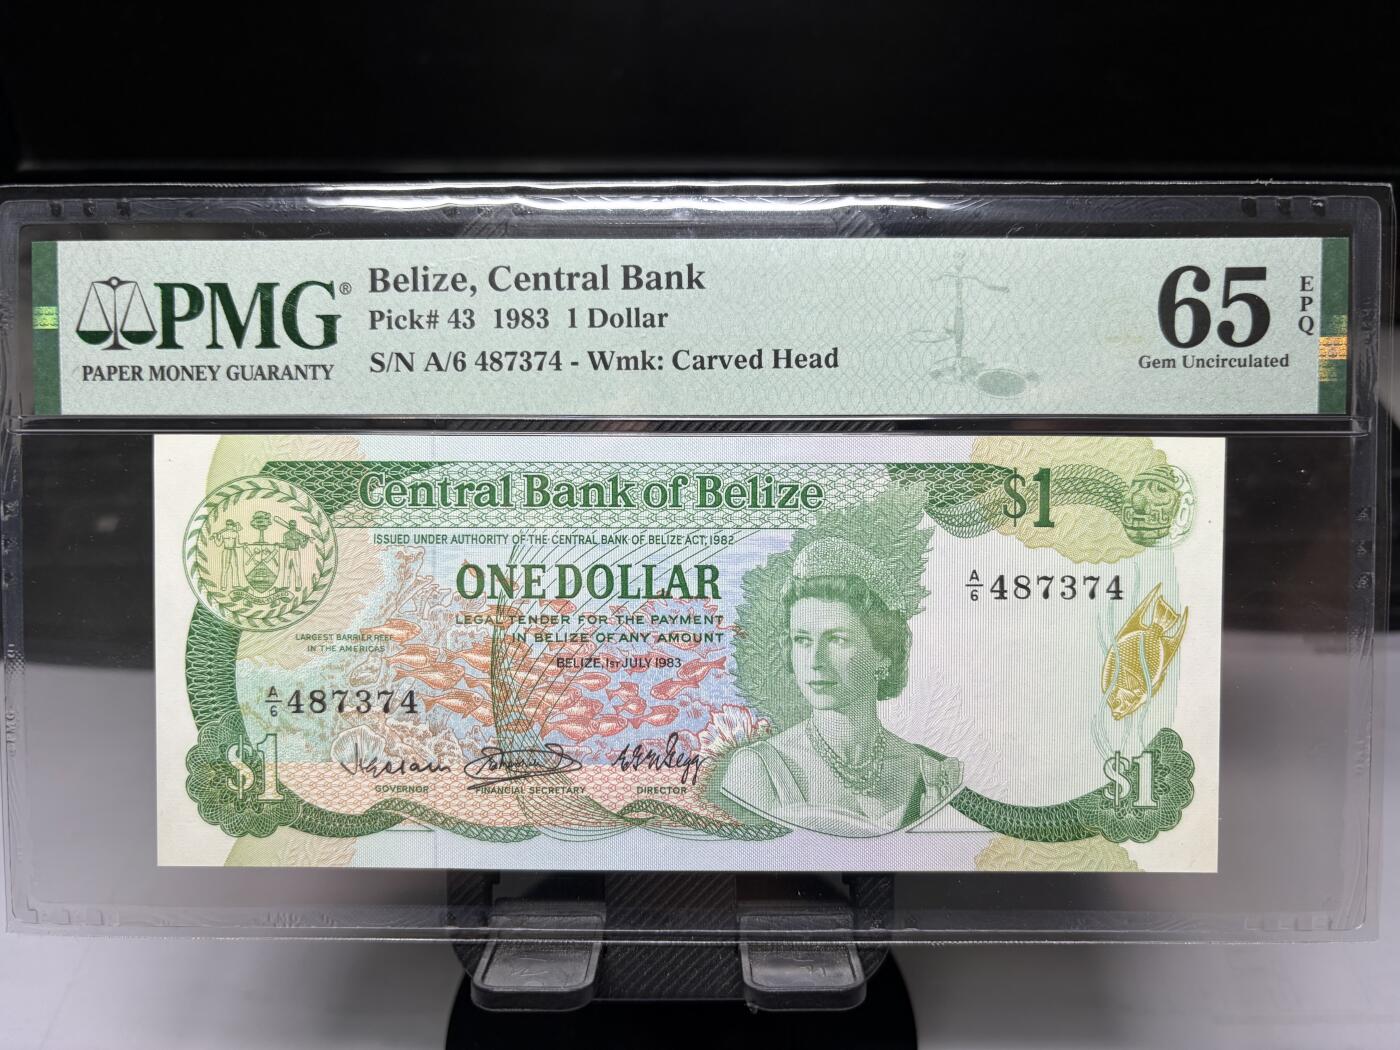 PMG®
PAPER MONEY GUARANTY
Belize, Central Bank
Pick# 43 1983 1 Dollar
S/N A/6 487374 - Wmk: Carved Head
65
EPQ
Gem Uncirculated
Central Bank of Belize
$1
ISSUED UNDER AUTHORITY OF THE CENTRAL BANK OF BELIZE ACT, 1982
ONE DOLLAR
A/6 487374
LEGAL TENDER FOR THE PAYMENT
IN BELIZE OF ANY AMOUNT
LARGEST BARRIER REEF
IN THE AMERICAS
BELIZE, 1ST JULY 1983
A/6 487374
$1
GOVERNOR
FINANCIAL SECRETARY
DIRECTOR
$1